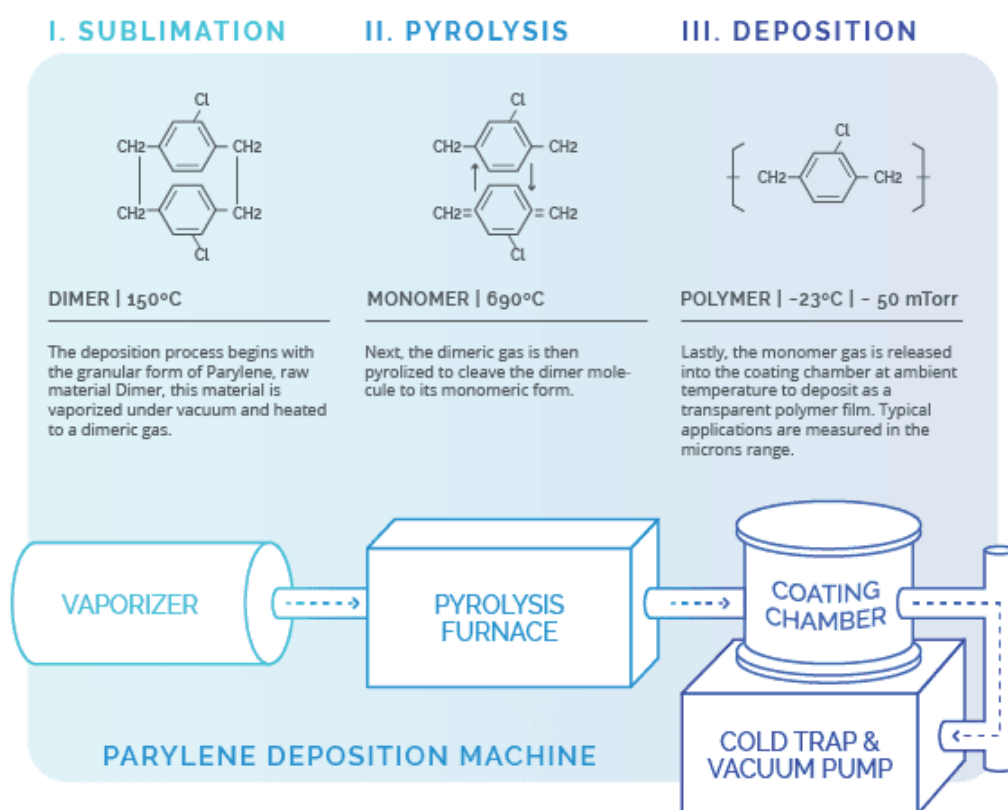 I. SUBLIMATION
II. PYROLYSIS
III. DEPOSITION
Cl
CH2
CH2
CH2
CH2
Cl
Cl
CH2
CH2
CH2=
=CH2
Cl
Cl
CH2
CH2
DIMER | 150ºC
The deposition process begins with
the granular form of Parylene, raw
material Dimer, this material is
vaporized under vacuum and heated
to a dimeric gas.
MONOMER | 690ºC
Next, the dimeric gas is then
pyrolized to cleave the dimer mole-
cule to its monomeric form.
POLYMER | ~23ºC | ~ 50 mTorr
Lastly, the monomer gas is released
into the coating chamber at ambient
temperature to deposit as a
transparent polymer film. Typical
applications are measured in the
microns range.
VAPORIZER
PYROLYSIS
FURNACE
COATING
CHAMBER
COLD TRAP &
VACUUM PUMP
PARYLENE DEPOSITION MACHINE